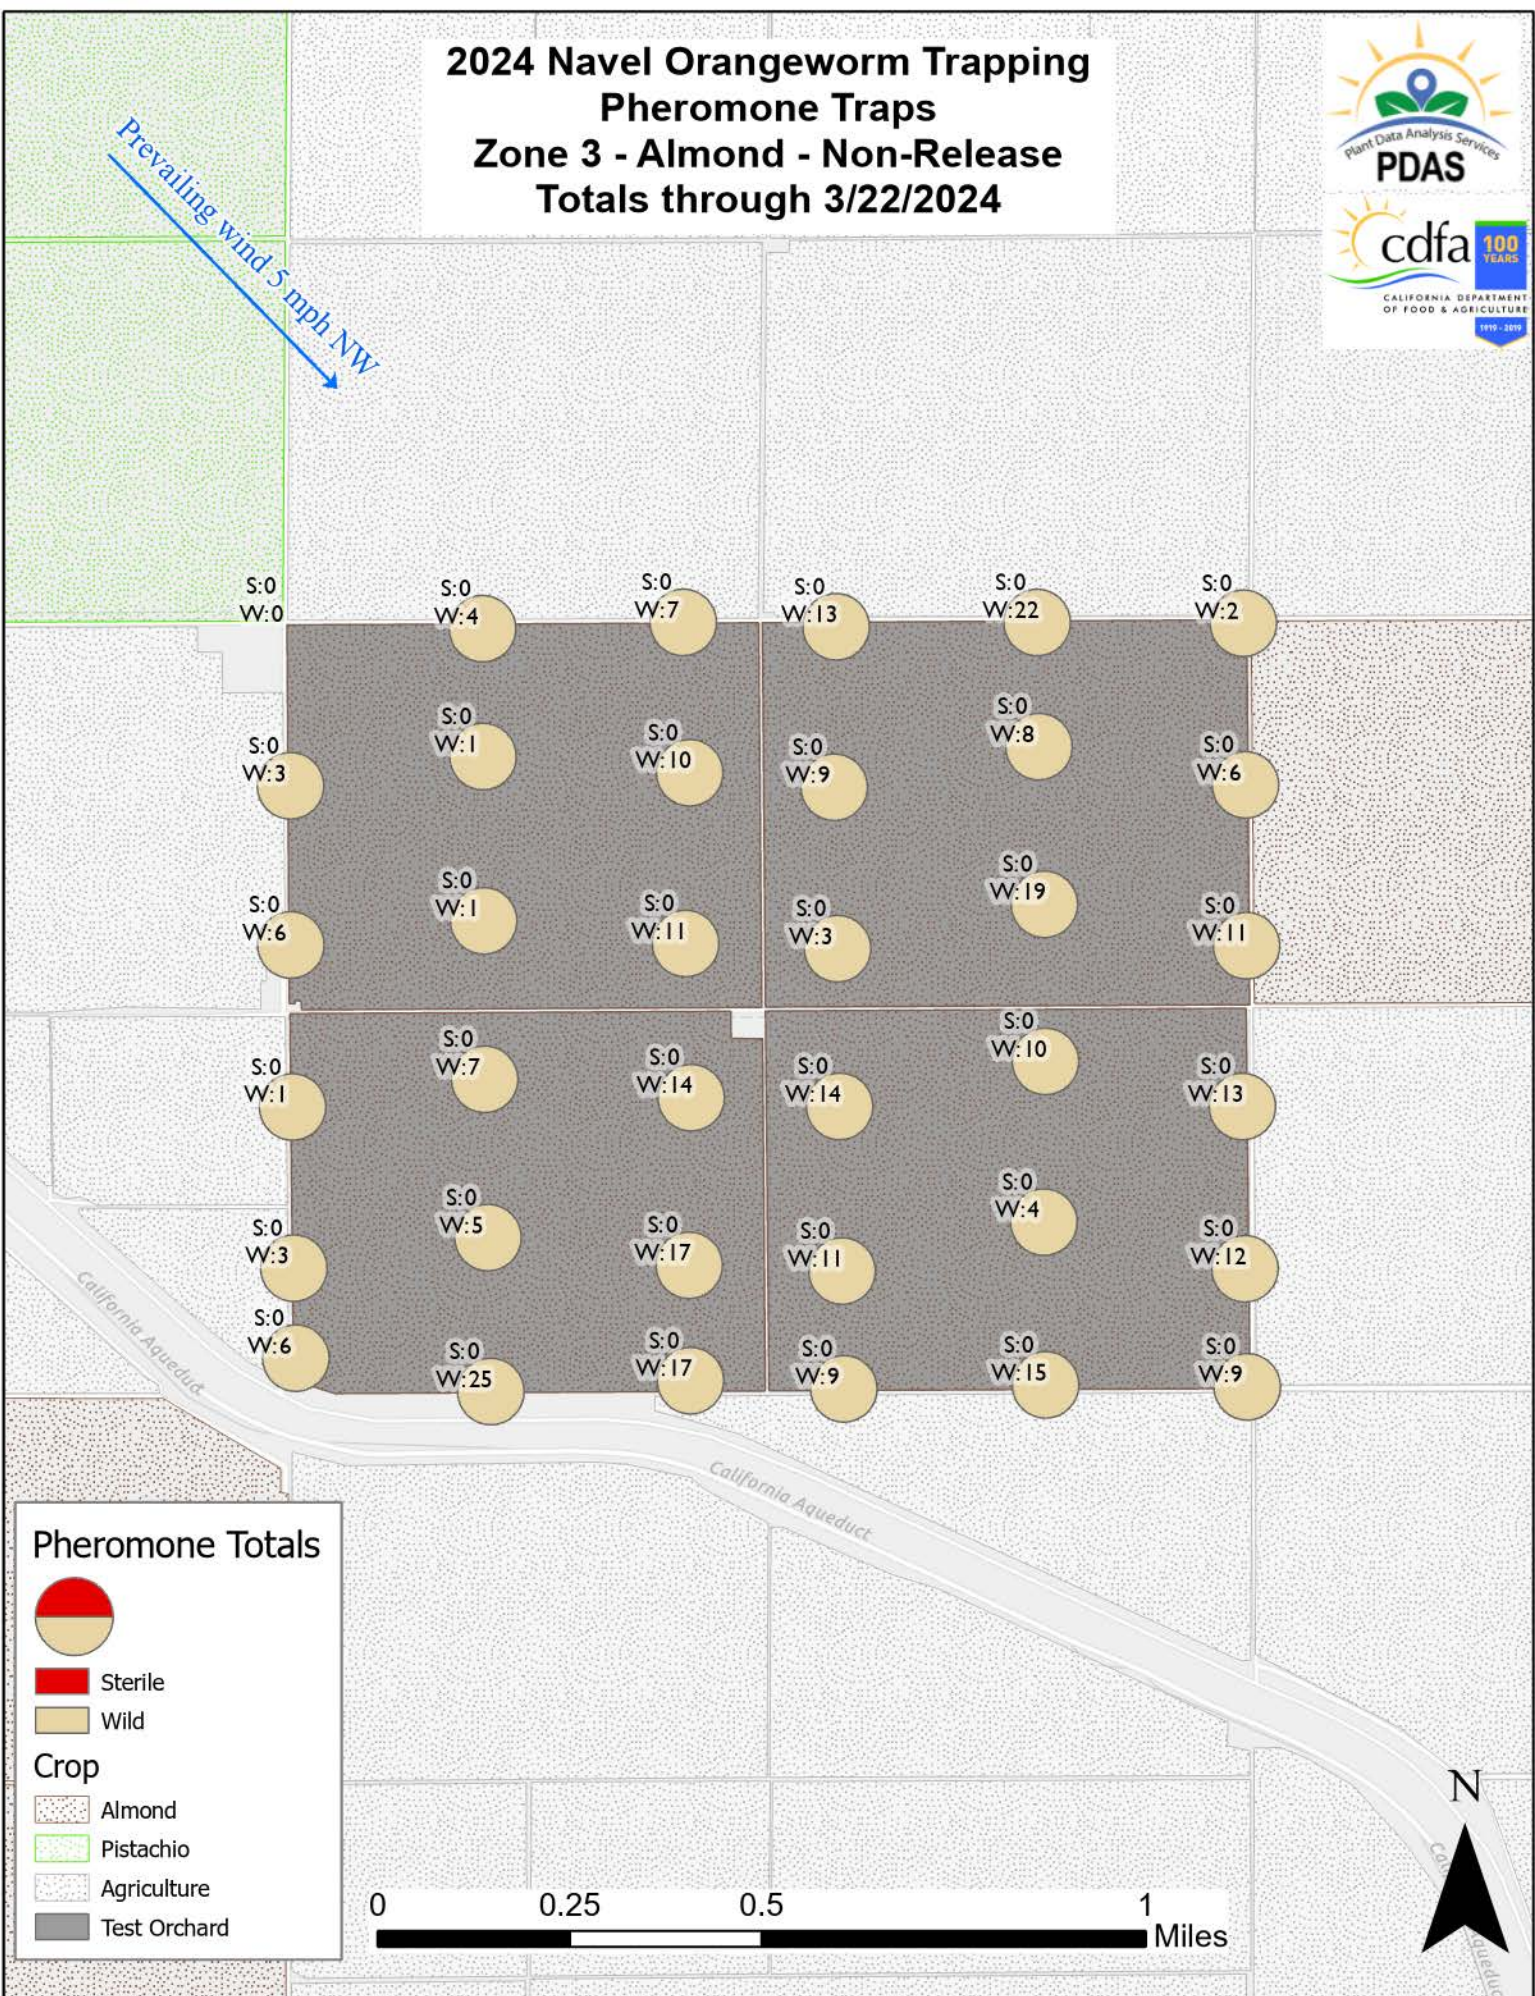 2024 Navel Orangeworm Trapping
Pheromone Traps
Zone 3 - Almond - Non-Release
Totals through 3/22/2024
Plant Data Analysis Services
PDAS
cdfa
100
YEARS
CALIFORNIA DEPARTMENT
OF FOOD & AGRICULTURE
1919 - 2019
Prevailing wind 5 mph NW
S:0
W:0
S:0
W:4
S:0
W:7
S:0
W:13
S:0
W:22
S:0
W:2
S:0
W:3
S:0
W:1
S:0
W:10
S:0
W:9
S:0
W:8
S:0
W:6
S:0
W:6
S:0
W:1
S:0
W:11
S:0
W:3
S:0
W:19
S:0
W:11
S:0
W:1
S:0
W:7
S:0
W:14
S:0
W:14
S:0
W:10
S:0
W:13
S:0
W:3
S:0
W:5
S:0
W:17
S:0
W:11
S:0
W:4
S:0
W:12
S:0
W:6
S:0
W:25
S:0
W:17
S:0
W:9
S:0
W:15
S:0
W:9
California Aqueduct
California Aqueduct
Pheromone Totals
Sterile
Wild
Crop
Almond
Pistachio
Agriculture
Test Orchard
0 0.25 0.5 1
Miles
N